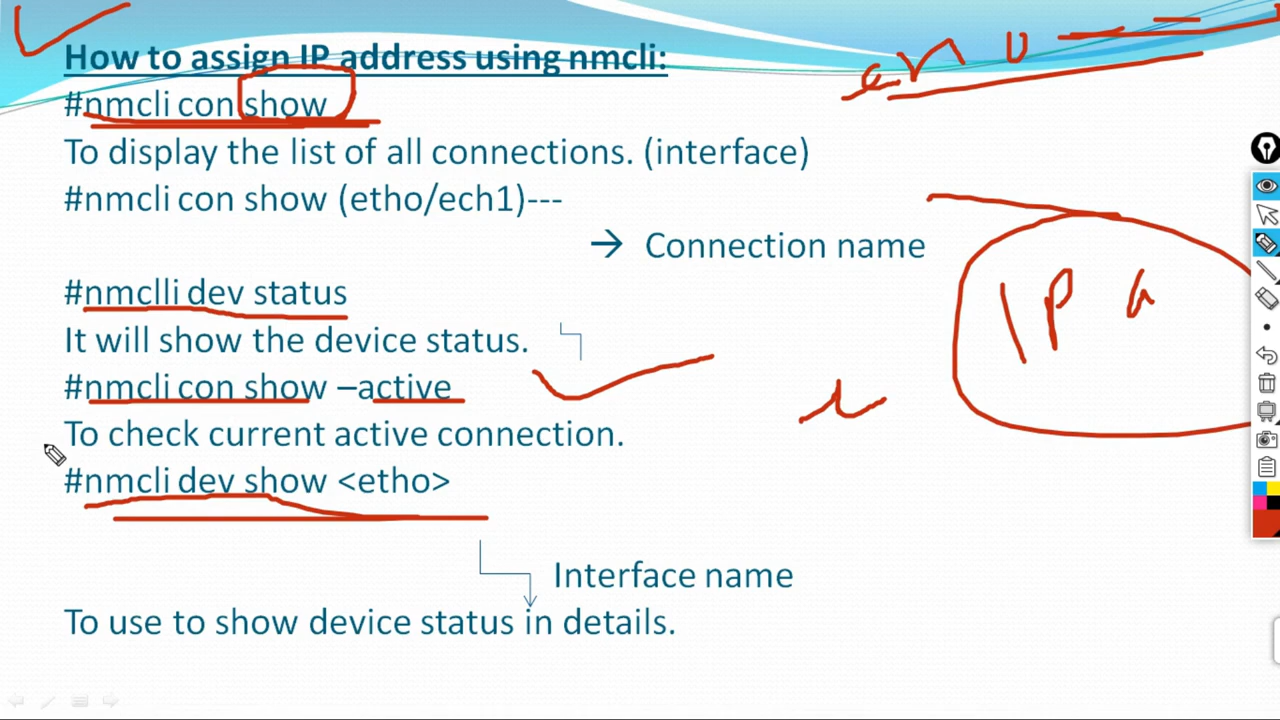 How to assign IP address using nmcli:
#nmcli con show
To display the list of all connections. (interface)
#nmcli con show (etho/ech1)---
→ Connection name
#nmclli dev status
It will show the device status.
#nmcli con show –active
To check current active connection.
#nmcli dev show <etho>
Interface name
To use to show device status in details.
IP a